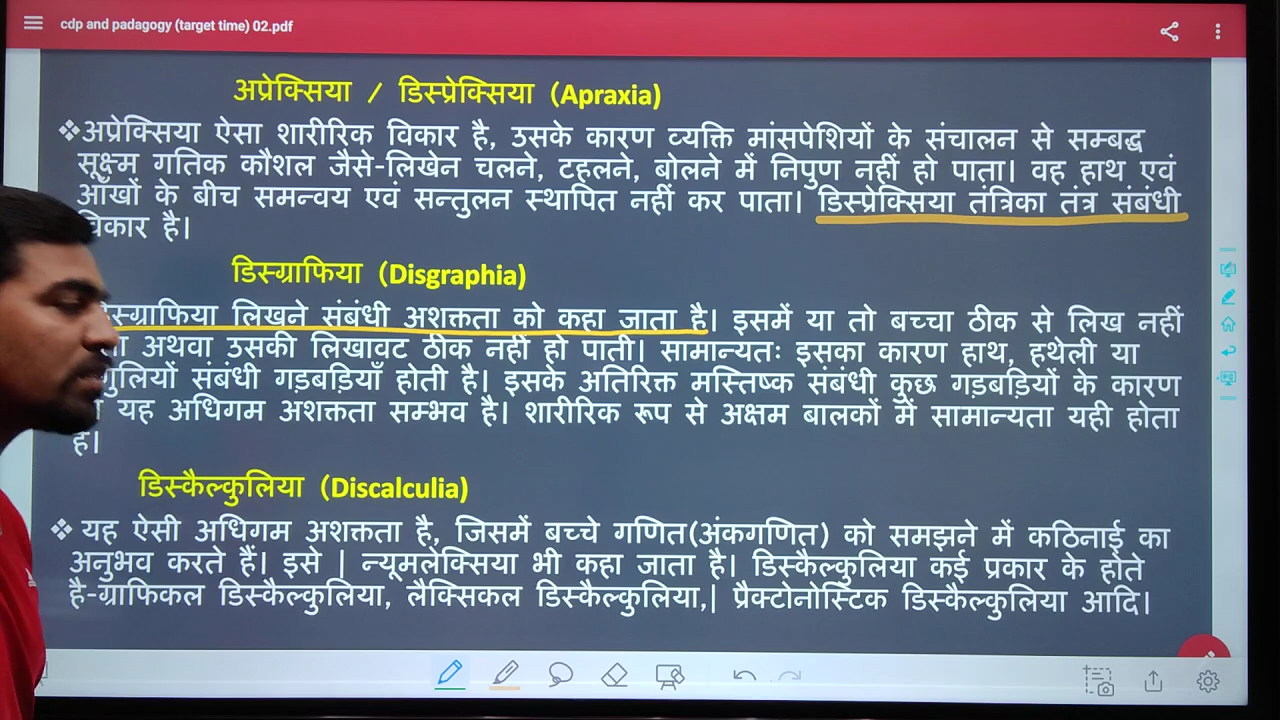 cdp and padagogy (target time) 02.pdf
अप्रेक्सिया / डिस्प्रेक्सिया (Apraxia)
❖अप्रेक्सिया ऐसा शारीरिक विकार है, उसके कारण व्यक्ति मांसपेशियों के संचालन से सम्बद्ध
सूक्ष्म गतिक कौशल जैसे-लिखेन चलने, टहलने, बोलने में निपुण नहीं हो पाता। वह हाथ एवं
आँखों के बीच समन्वय एवं सन्तुलन स्थापित नहीं कर पाता। डिस्प्रेक्सिया तंत्रिका तंत्र संबंधी
विकार है।
डिस्ग्राफिया (Disgraphia)
लिखने संबंधी अशक्तता को कहा जाता है। इसमें या तो बच्चा ठीक से लिख नहीं
अथवा उसकी लिखावट ठीक नहीं हो पाती। सामान्यतः इसका कारण हाथ, हथेली या
संबंधी गड़बड़ियाँ होती है। इसके अतिरिक्त मस्तिष्क संबंधी कुछ गड़बड़ियों के कारण
यह अधिगम अशक्तता सम्भव है। शारीरिक रूप से अक्षम बालकों में सामान्यता यही होता
है।
डिस्कैल्कुलिया (Discalculia)
❖ यह ऐसी अधिगम अशक्तता है, जिसमें बच्चे गणित(अंकगणित) को समझने में कठिनाई का
अनुभव करते हैं। इसे | न्यूमलेक्सिया भी कहा जाता है। डिस्कैल्कुलिया कई प्रकार के होते
है-ग्राफिकल डिस्कैल्कुलिया, लैक्सिकल डिस्कैल्कुलिया,| प्रैक्टोनोस्टिक डिस्कैल्कुलिया आदि।